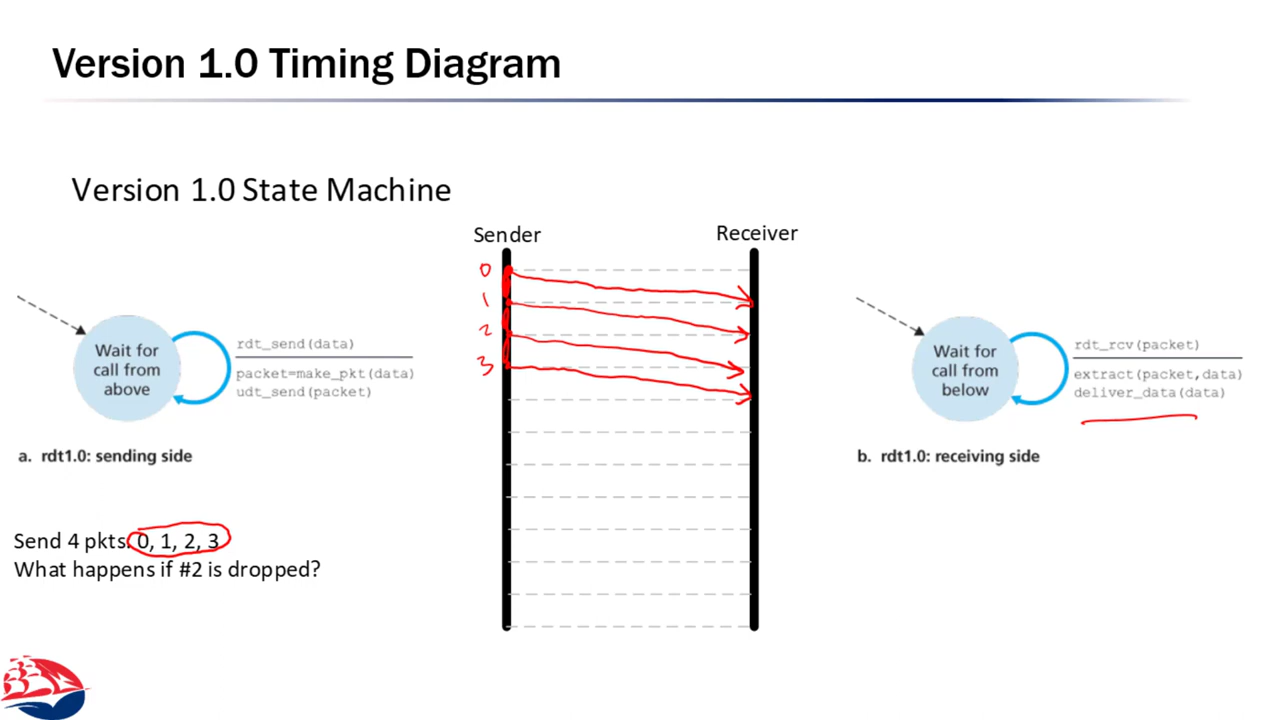 Version 1.0 Timing Diagram
Version 1.0 State Machine
Sender
Receiver
0
1
2
3
Wait for
call from
above
rdt_send(data)
packet=make_pkt(data)
udt_send(packet)
a. rdt1.0: sending side
Wait for
call from
below
rdt_rcv(packet)
extract(packet,data)
deliver_data(data)
b. rdt1.0: receiving side
Send 4 pkts: 0, 1, 2, 3
What happens if #2 is dropped?